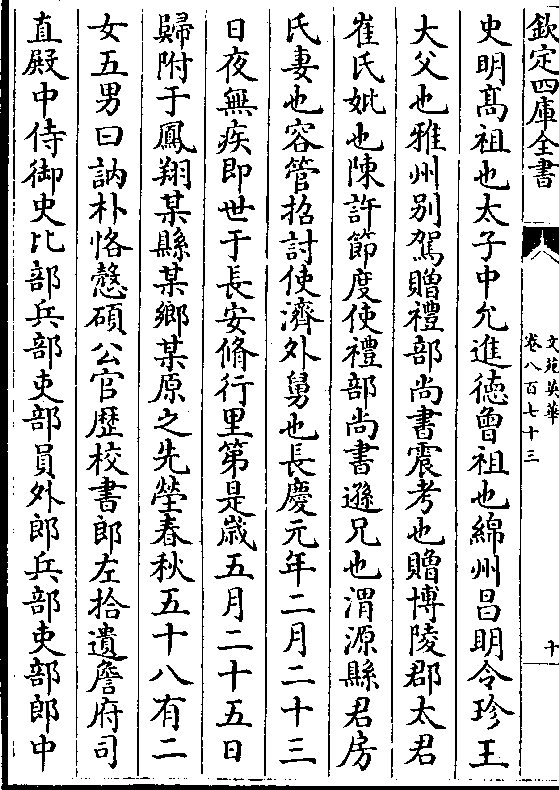 欽定四庫全書
文苑英華
卷八百七十三
十
史明髙祖也太子中允進徳曾祖也綿州昌明令珍王
大父也雅州别駕贈禮部尚書震考也贈博陵郡太君
崔氏妣也陳許節度使禮部尚書遜兄也渭源縣君房
氏妻也容管招討使濟外舅也長慶元年二月二十三
日夜無疾即世于長安脩行里第是嵗五月二十五日
歸附于鳳翔某縣某鄉某原之先塋春秋五十八有二
女五男曰訥朴恪慤碩公官歴校書郎左拾遺詹府司
直殿中侍御史比部兵部吏部員外郎兵部吏部郎中